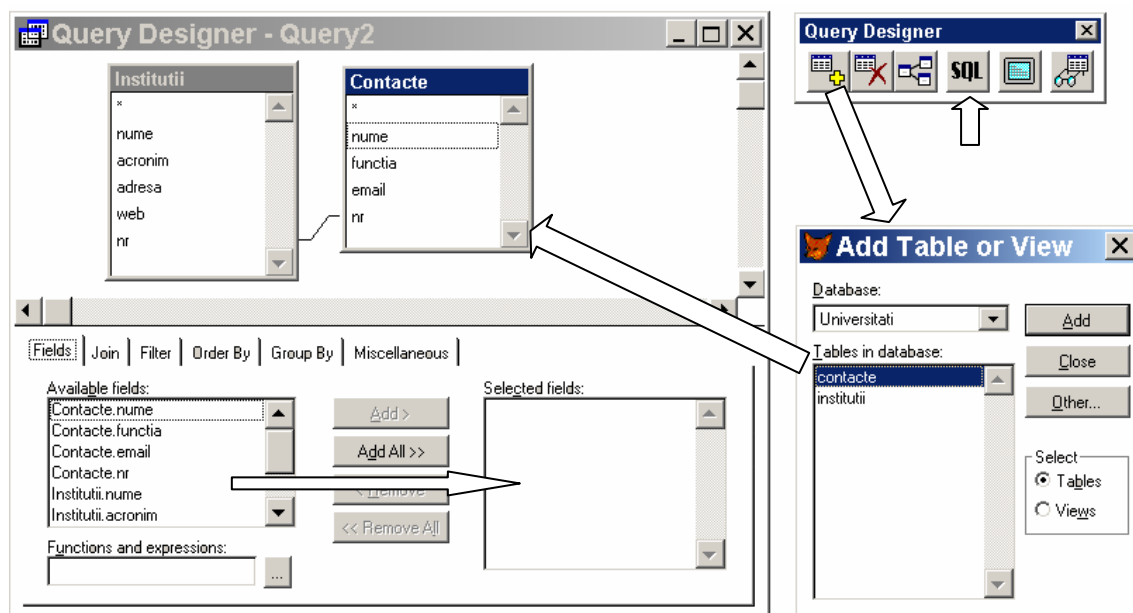 Query Designer - Query2
Institutii
*
nume
acronim
adresa
web
nr
Contacte
*
nume
functia
email
nr
Fields Join Filter Order By Group By Miscellaneous
Available fields:
Contacte.nume
Contacte.functia
Contacte.email
Contacte.nr
Institutii.nume
Institutii.acronim
Functions and expressions:
...
Add >
Add All >>
< Remove
<< Remove All
Selected fields:
Query Designer
SQL
Add Table or View
Database:
Universitati
Tables in database:
contacte
institutii
Add
Close
Other...
Select
Tables
Views